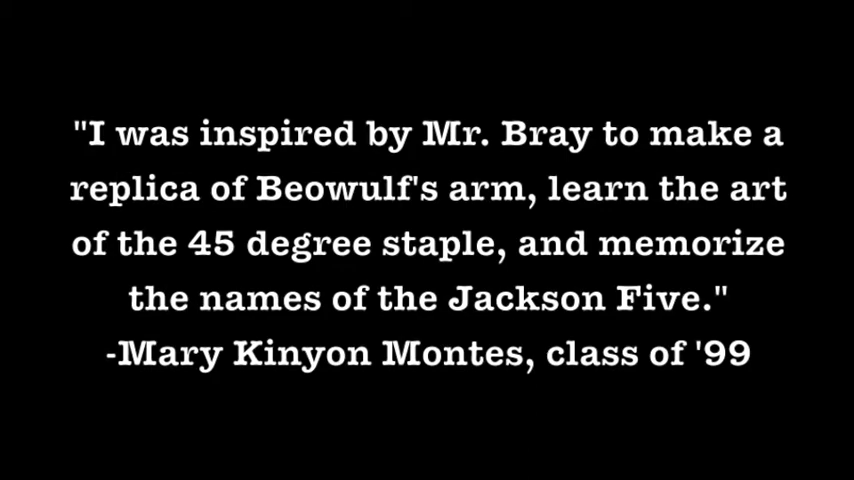 "I was inspired by Mr. Bray to make a
replica of Beowulf's arm, learn the art
of the 45 degree staple, and memorize
the names of the Jackson Five."
-Mary Kinyon Montes, class of '99